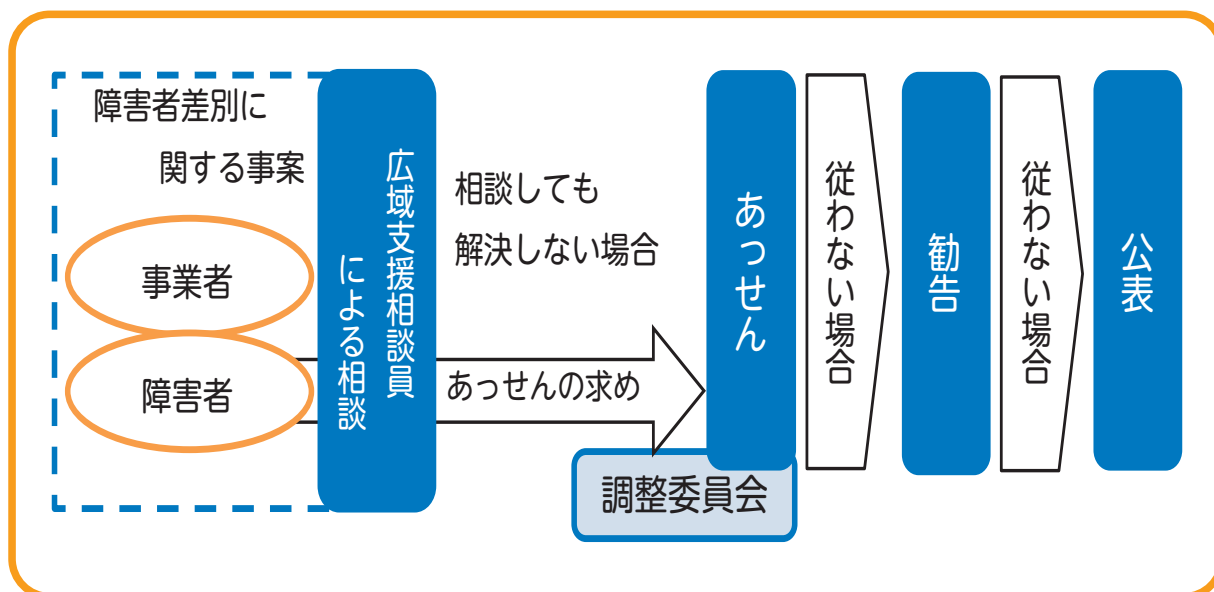 障害者差別に
関する事案
事業者
障害者
広域支援相談員
による相談
相談しても
解決しない場合
あっせんの求め
調整委員会
あっせん
従わない場合
勧告
従わない場合
公表